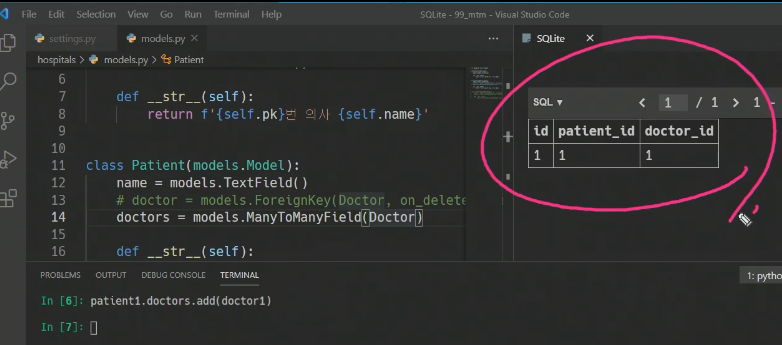 File Edit Selection View Go Run Terminal Help
SQLite - 99_mtm - Visual Studio Code
settings.py
models.py
SQLite
hospitals > models.py > Patient
6
7 def __str__(self):
8 return f'{self.pk}번 의사 {self.name}'
9
10
11 class Patient(models.Model):
12 name = models.TextField()
13 # doctor = models.ForeignKey(Doctor, on_delete
14 doctors = models.ManyToManyField(Doctor)
15
16 def __str__(self):
SQL ▼ < 1 / 1 > 1 -
id patient_id doctor_id
1 1 1
PROBLEMS OUTPUT DEBUG CONSOLE TERMINAL
1: pytho
In [6]: patient1.doctors.add(doctor1)
In [7]: